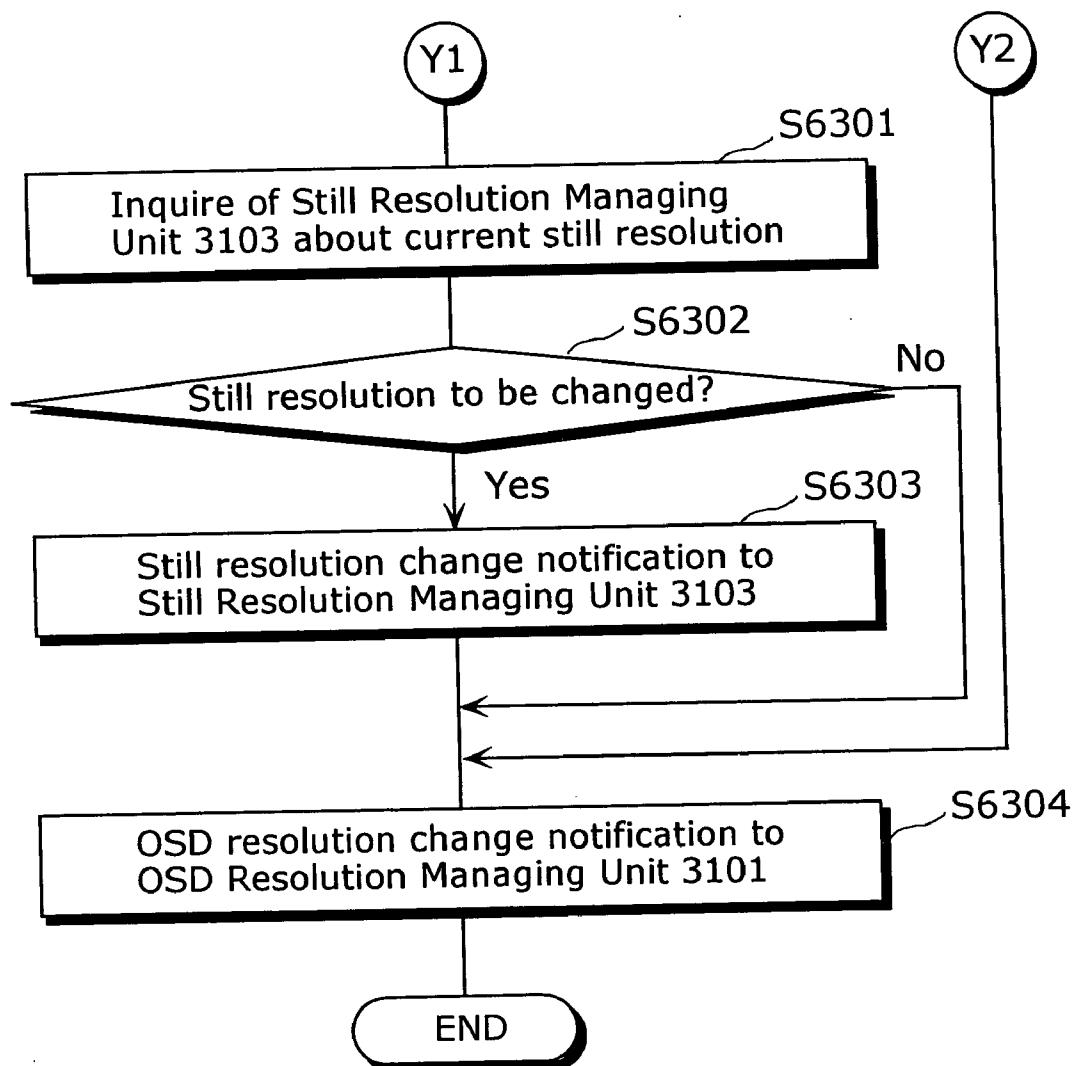 Y1
Y2
S6301
Inquire of Still Resolution Managing
Unit 3103 about current still resolution
S6302
No
Still resolution to be changed?
Yes
S6303
Still resolution change notification to
Still Resolution Managing Unit 3103
S6304
OSD resolution change notification to
OSD Resolution Managing Unit 3101
END